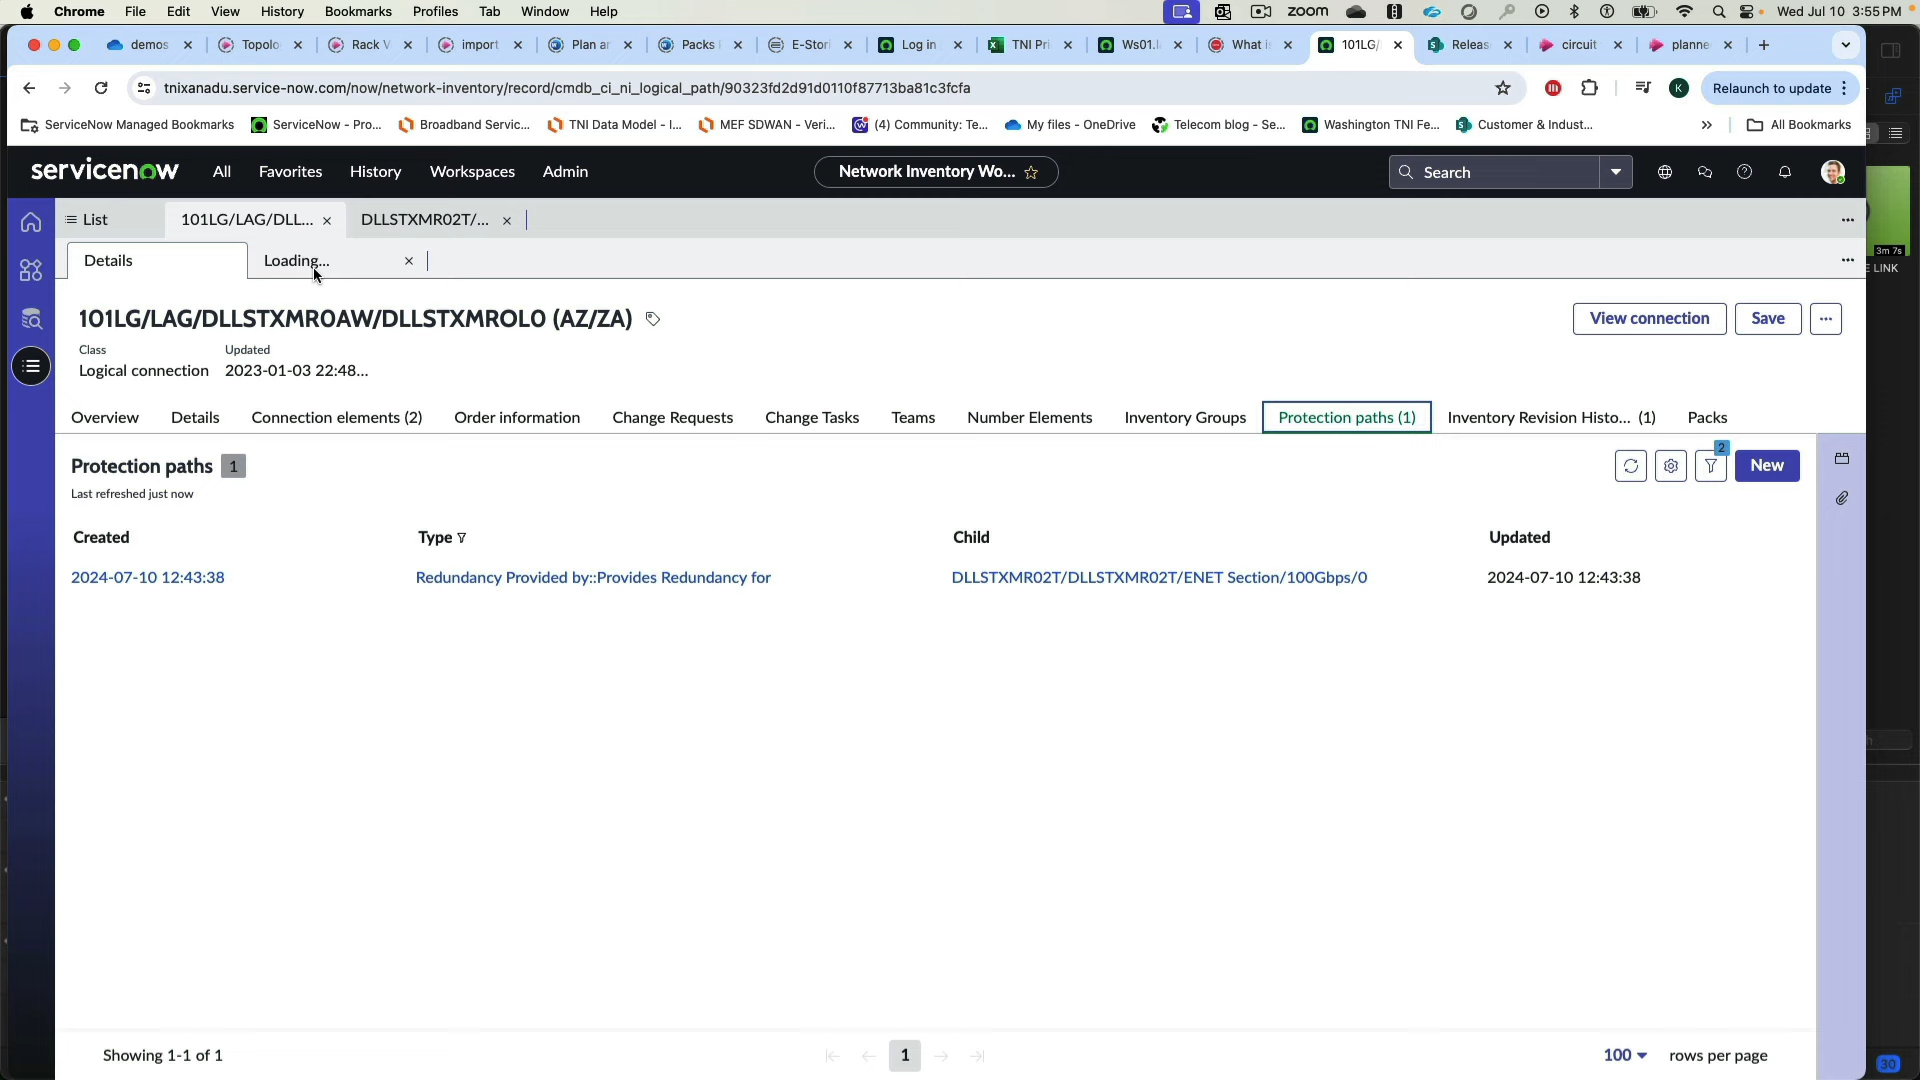 Chrome File Edit View History Bookmarks Profiles Tab Window Help zoom Wed Jul 10 3:55 PM
demos Topolo Rack V import Plan ar Packs E-Stori Log in TNI Pri Ws01. What i 101LG/ Releas circuit planne
tnixanadu.service-now.com/now/network-inventory/record/cmdb_ci_ni_logical_path/90323fd2d91d0110f87713ba81c3fcfa K Relaunch to update
ServiceNow Managed Bookmarks ServiceNow - Pro... Broadband Servic... TNI Data Model - I... MEF SDWAN - Veri... (4) Community: Te... My files - OneDrive Telecom blog - Se... Washington TNI Fe... Customer & Indust... » All Bookmarks
servicenow All Favorites History Workspaces Admin Network Inventory Wo... Search
List 101LG/LAG/DLL... DLLSTXMR02T/...
3m 7s
Details Loading...
E LINK
101LG/LAG/DLLSTXMR0AW/DLLSTXMROL0 (AZ/ZA) View connection Save
Class Updated
Logical connection 2023-01-03 22:48...
Overview Details Connection elements (2) Order information Change Requests Change Tasks Teams Number Elements Inventory Groups Protection paths (1) Inventory Revision Histo... (1) Packs
Protection paths 1 2 New
Last refreshed just now
Created Type Child Updated
2024-07-10 12:43:38 Redundancy Provided by::Provides Redundancy for DLLSTXMR02T/DLLSTXMR02T/ENET Section/100Gbps/0 2024-07-10 12:43:38
Showing 1-1 of 1 1 100 rows per page
30